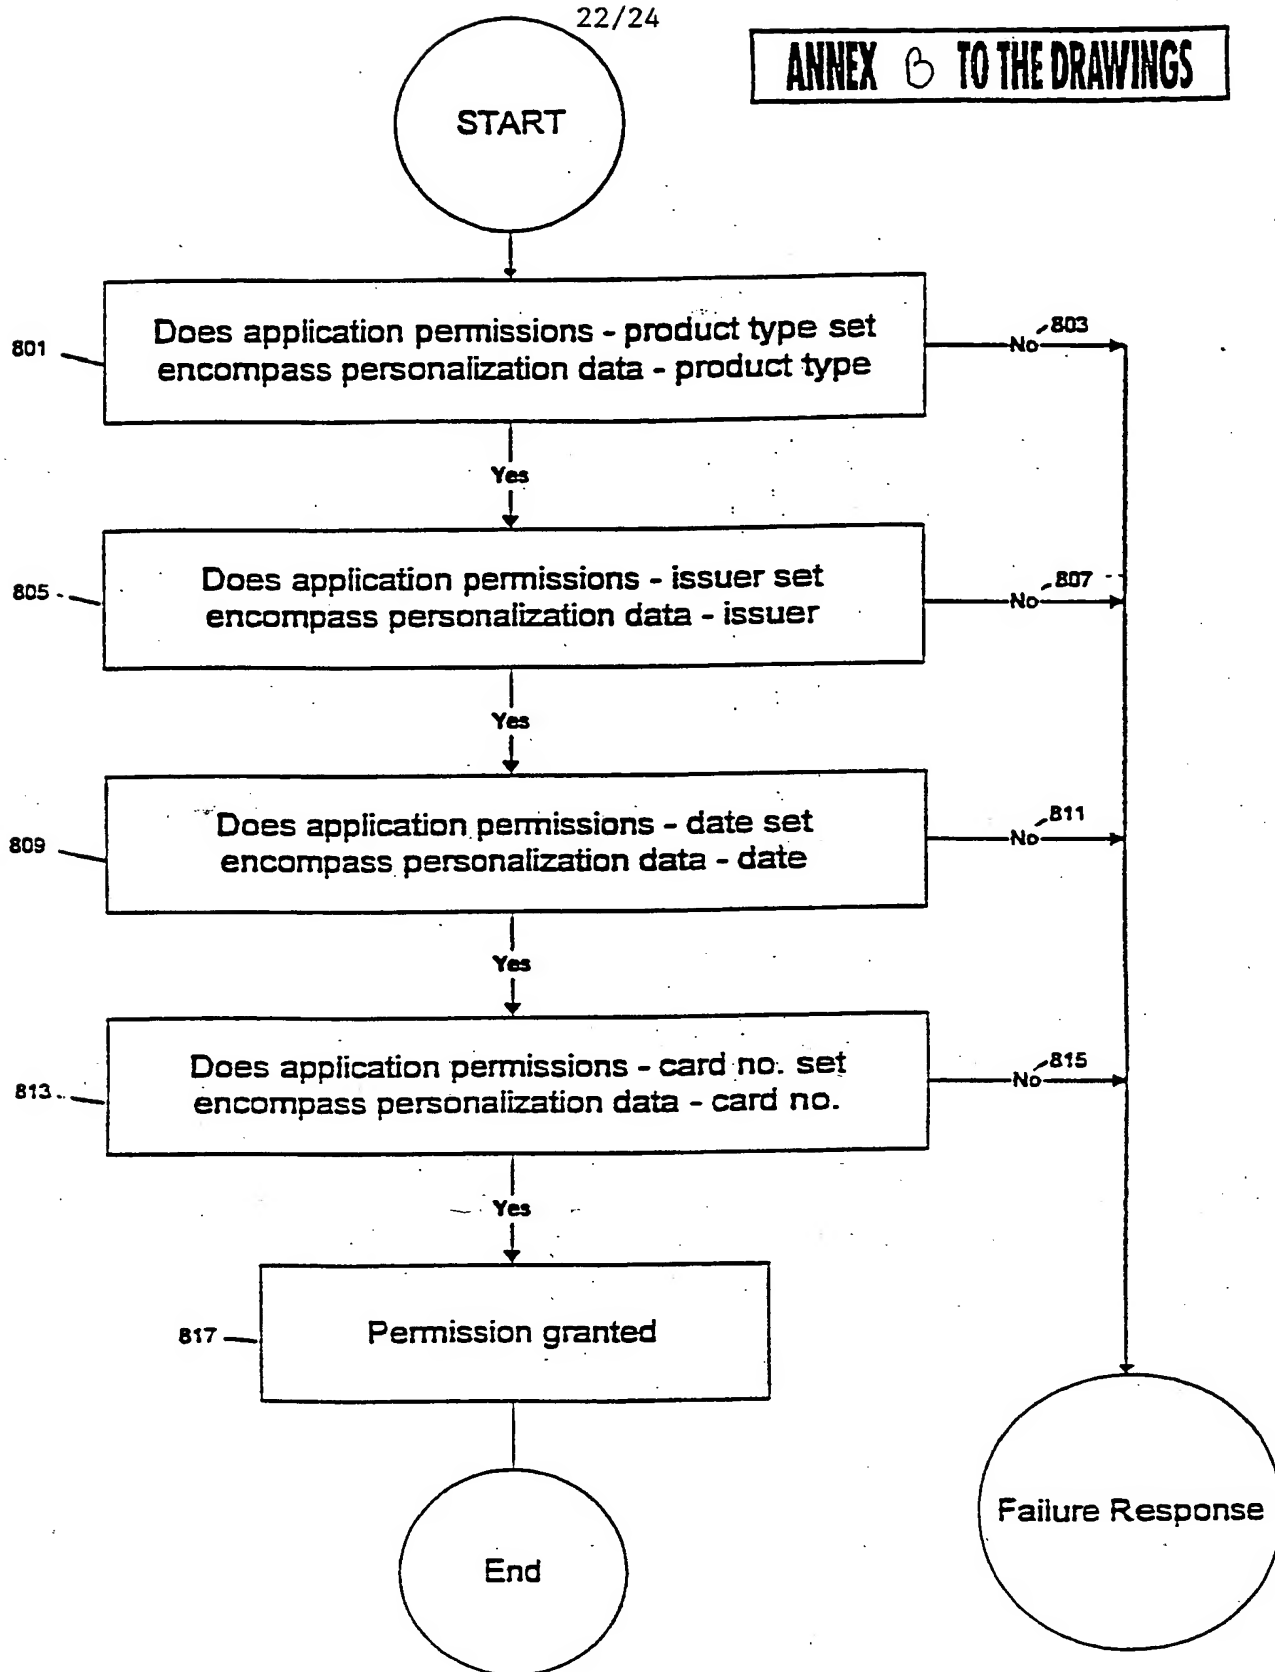 22/24
ANNEX B TO THE DRAWINGS
START
801
Does application permissions - product type set
encompass personalization data - product type
No
803
Yes
805
Does application permissions - issuer set
encompass personalization data - issuer
No
807
Yes
809
Does application permissions - date set
encompass personalization data - date
No
811
Yes
813
Does application permissions - card no. set
encompass personalization data - card no.
No
815
Yes
817
Permission granted
End
Failure Response